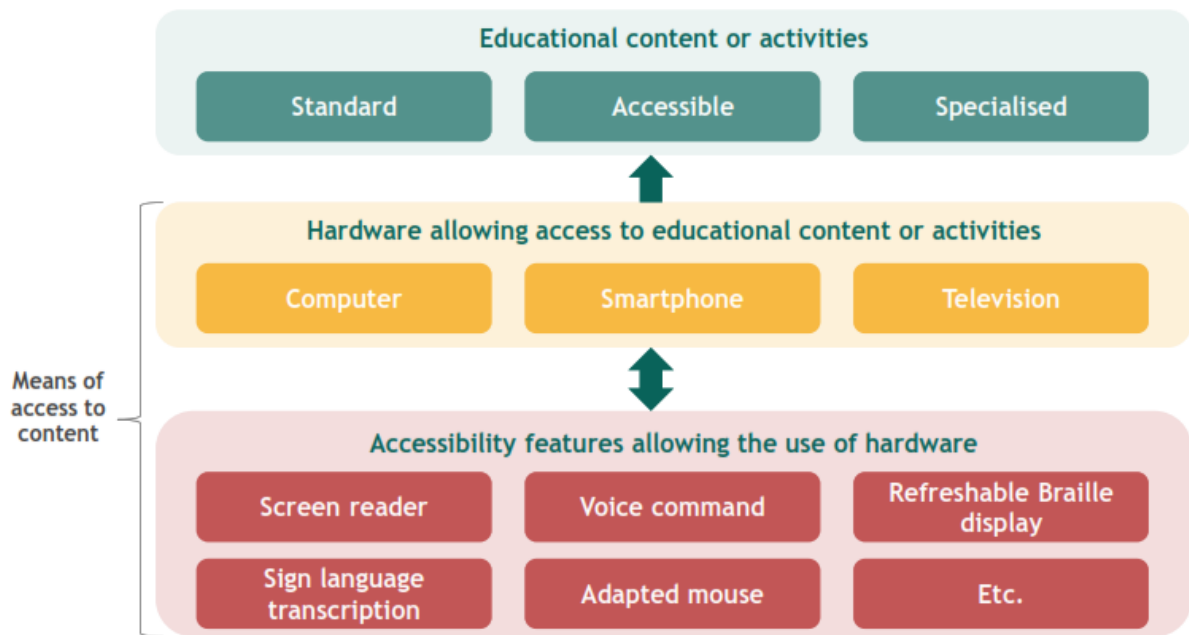 Educational content or activities
Standard
Accessible
Specialised
Hardware allowing access to educational content or activities
Computer
Smartphone
Television
Means of
access to
content
Accessibility features allowing the use of hardware
Screen reader
Voice command
Refreshable Braille
display
Sign language
transcription
Adapted mouse
Etc.